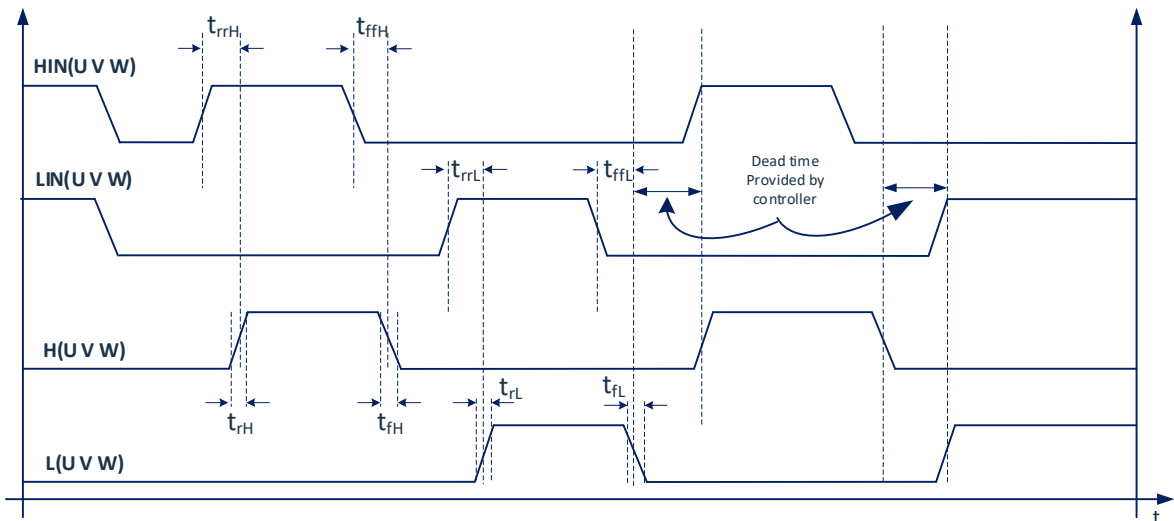 trrH
tffH
HIN(U V W)
LIN(U V W)
trrL
tffL
Dead time
Provided by
controller
H(U V W)
trH
tfH
trL
tfL
L(U V W)
t